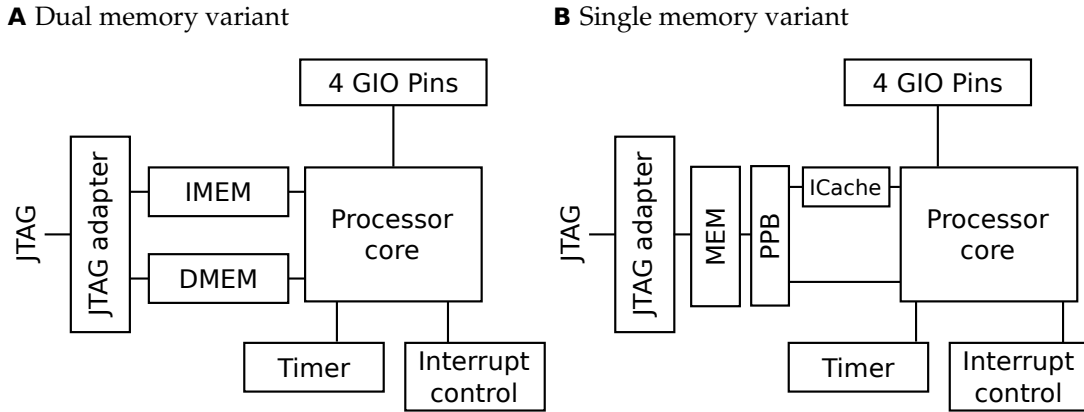 A Dual memory variant
4 GIO Pins
JTAG
JTAG adapter
IMEM
DMEM
Processor
core
Timer
Interrupt
control
B Single memory variant
4 GIO Pins
JTAG
JTAG adapter
MEM
PPB
ICache
Processor
core
Timer
Interrupt
control